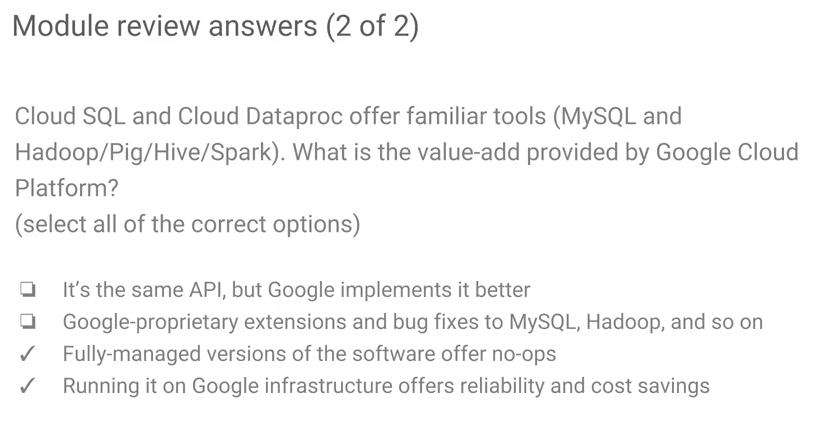 Module review answers (2 of 2)
Cloud SQL and Cloud Dataproc offer familiar tools (MySQL and
Hadoop/Pig/Hive/Spark). What is the value-add provided by Google Cloud
Platform?
(select all of the correct options)
❏ It’s the same API, but Google implements it better
❏ Google-proprietary extensions and bug fixes to MySQL, Hadoop, and so on
✓ Fully-managed versions of the software offer no-ops
✓ Running it on Google infrastructure offers reliability and cost savings